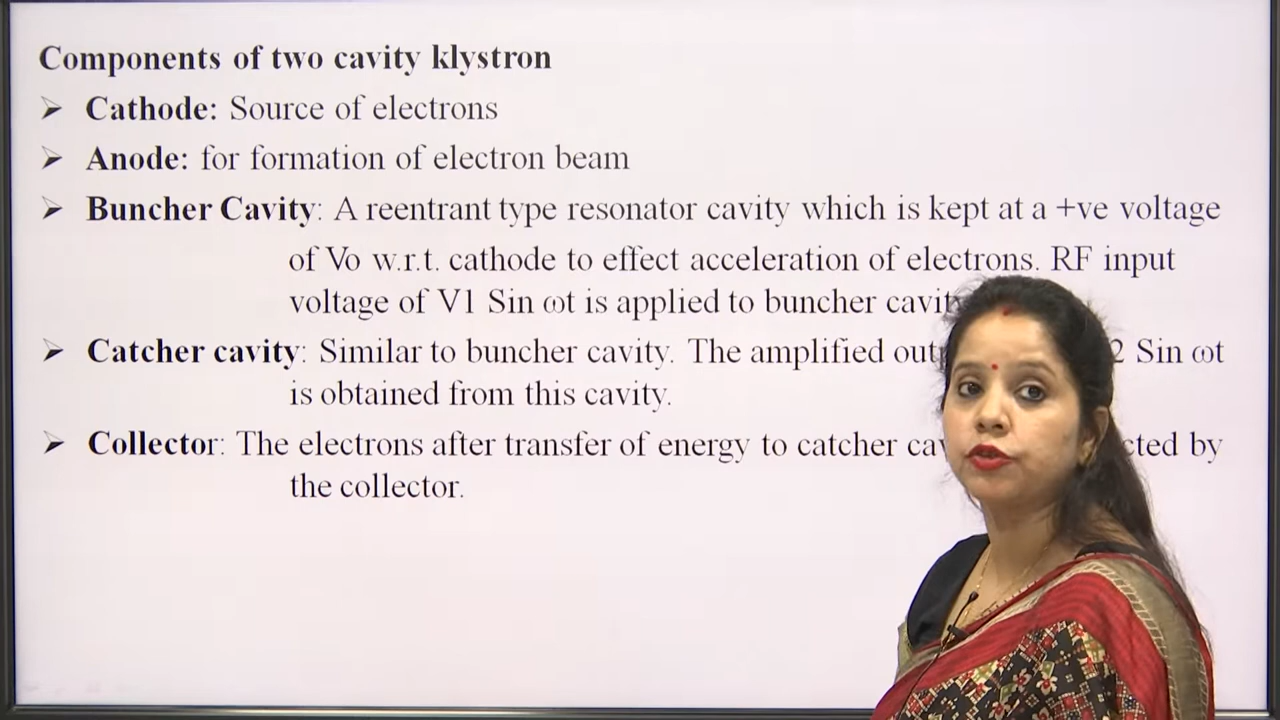 Components of two cavity klystron
➢ Cathode: Source of electrons
➢ Anode: for formation of electron beam
➢ Buncher Cavity: A reentrant type resonator cavity which is kept at a +ve voltage
of Vo w.r.t. cathode to effect acceleration of electrons. RF input
voltage of V1 Sin ωt is applied to buncher
➢ Catcher cavity: Similar to buncher cavity. The amplified Sin ωt
is obtained from this cavity.
➢ Collector: The electrons after transfer of energy to catcher by
the collector.